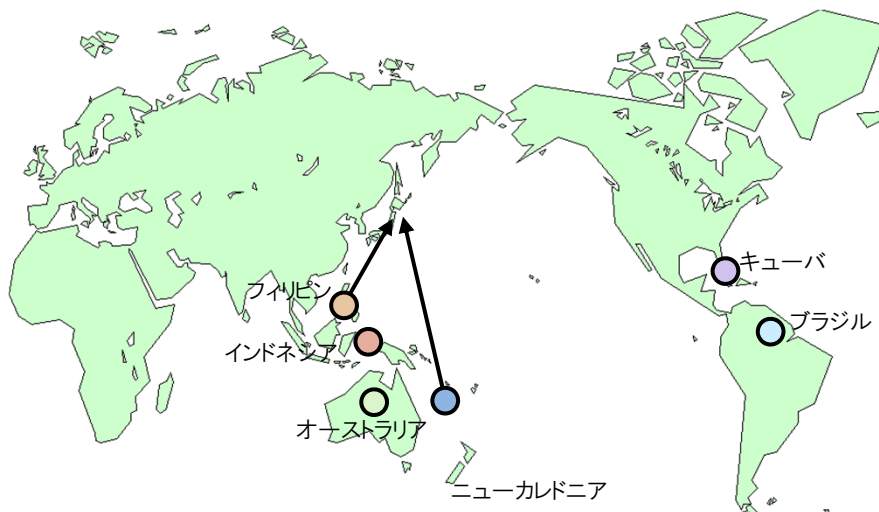 キューバ
フィリピン
ブラジル
インドネシア
オーストラリア
ニューカレドニア